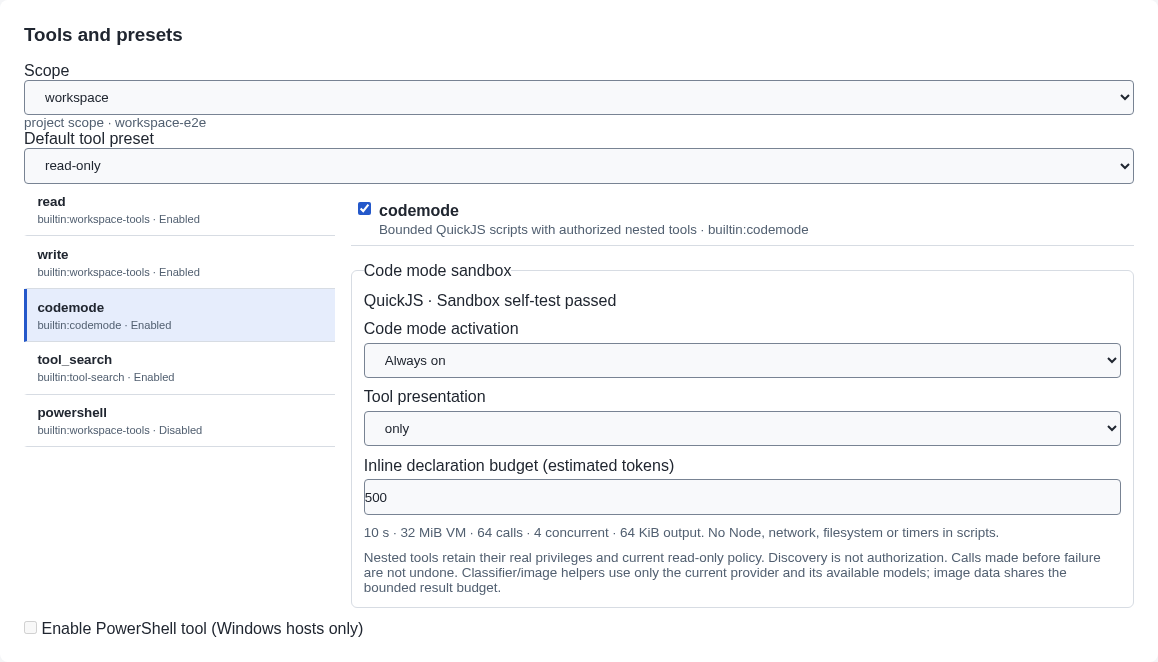 Tools and presets
Scope
workspace
project scope · workspace-e2e
Default tool preset
read-only
read
builtin:workspace-tools · Enabled
write
builtin:workspace-tools · Enabled
codemode
builtin:codemode · Enabled
tool_search
builtin:tool-search · Enabled
powershell
builtin:workspace-tools · Disabled
codemode
Bounded QuickJS scripts with authorized nested tools · builtin:codemode
Code mode sandbox
QuickJS · Sandbox self-test passed
Code mode activation
Always on
Tool presentation
only
Inline declaration budget (estimated tokens)
500
10 s · 32 MiB VM · 64 calls · 4 concurrent · 64 KiB output. No Node, network, filesystem or timers in scripts.
Nested tools retain their real privileges and current read-only policy. Discovery is not authorization. Calls made before failure
are not undone. Classifier/image helpers use only the current provider and its available models; image data shares the
bounded result budget.
Enable PowerShell tool (Windows hosts only)